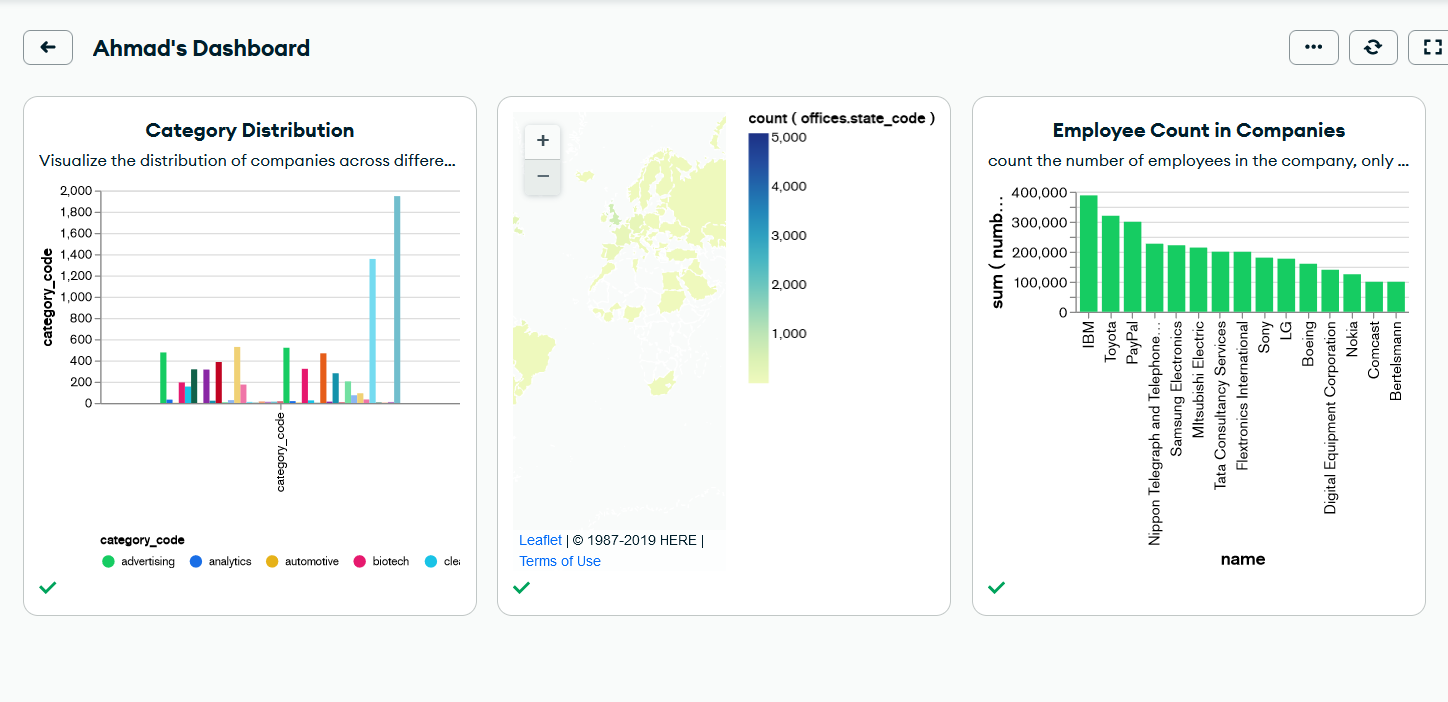 Ahmad's Dashboard
Category Distribution
Visualize the distribution of companies across differe...
category_code
2,000
1,800
1,600
1,400
1,200
1,000
800
600
400
200
0
category_code
category_code
advertising
analytics
automotive
biotech
clea
+
−
count ( offices.state_code )
5,000
4,000
3,000
2,000
1,000
Leaflet | © 1987-2019 HERE |
Terms of Use
Employee Count in Companies
count the number of employees in the company, only ...
sum ( numb...
400,000
300,000
200,000
100,000
0
IBM
Toyota
PayPal
Nippon Telegraph and Telephone...
Samsung Electronics
MItsubishi Electric
Tata Consultancy Services
Flextronics International
Sony
LG
Boeing
Digital Equipment Corporation
Nokia
Comcast
Bertelsmann
name